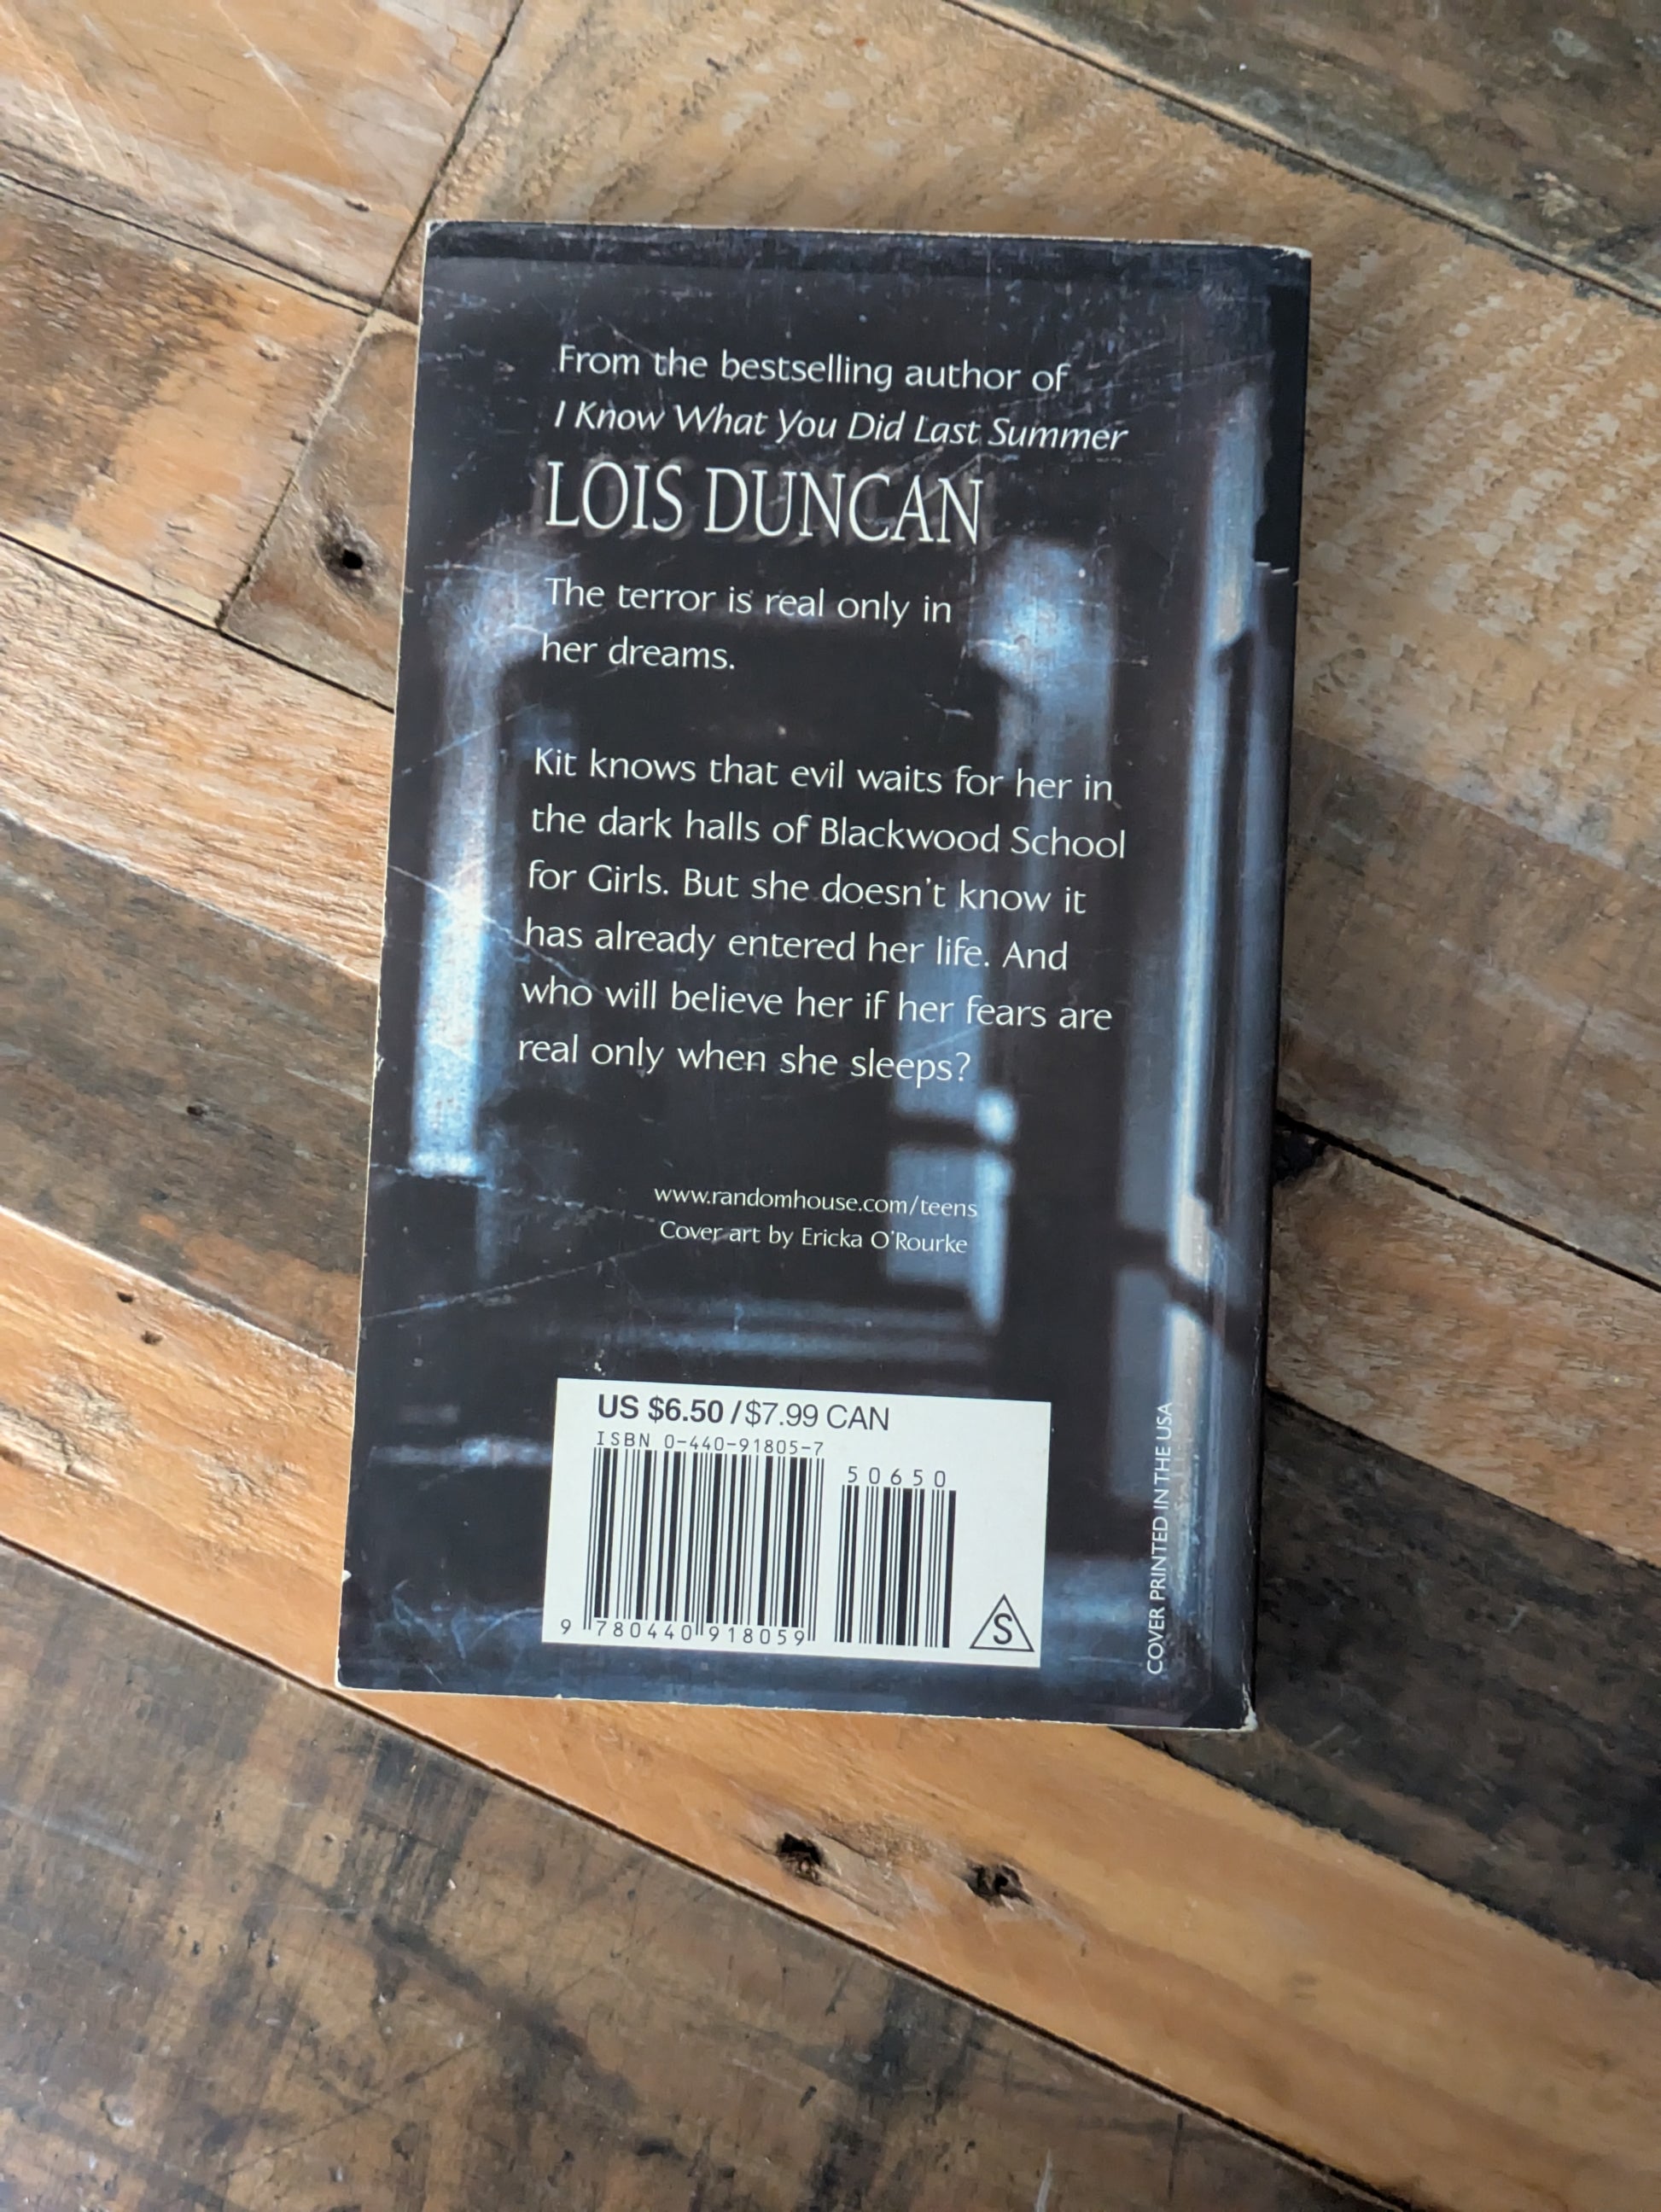 From the bestselling author of
I Know What You Did Last Summer
LOIS DUNCAN
The terror is real only in
her dreams.
Kit knows that evil waits for her in
the dark halls of Blackwood School
for Girls. But she doesn't know it
has already entered her life. And
who will believe her if her fears are
real only when she sleeps?
www.randomhouse.com/teens
Cover art by Ericka O'Rourke
US $6.50 / $7.99 CAN
ISBN 0-440-91805-7
50650
9 780440 918059
S
COVER PRINTED IN THE USA